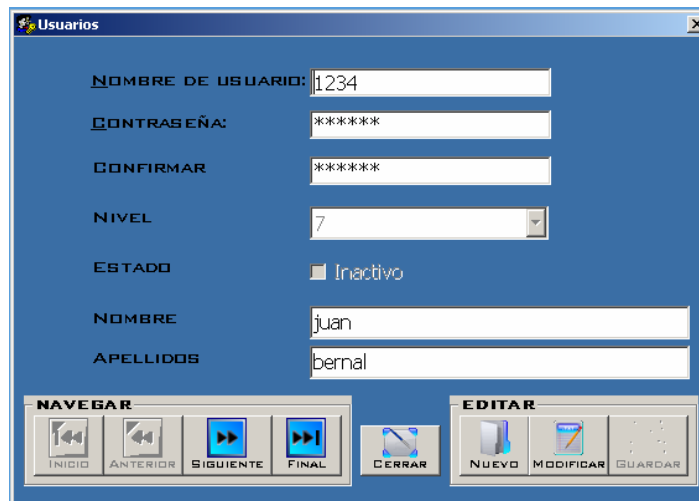 Usuarios
NOMBRE DE USUARIO: 1234
CONTRASEÑA: ******
CONFIRMAR ******
NIVEL 7
ESTADO Inactivo
NOMBRE juan
APELLIDOS bernal
NAVEGAR EDITAR
INICIO ANTERIOR SIGUIENTE FINAL CERRAR NUEVO MODIFICAR GUARDAR